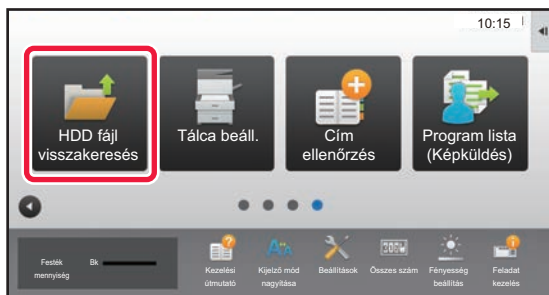 10:15
HDD fájl
visszakeresés
Tálca beáll.
Cím
ellenőrzés
Program lista
(Képküldés)
Festék
mennyiség
Bk
Kezelési
útmutató
Kijelző mód
nagyítása
Beállítások
Összes szám
Fényesség
beállítás
Feladat
kezelés